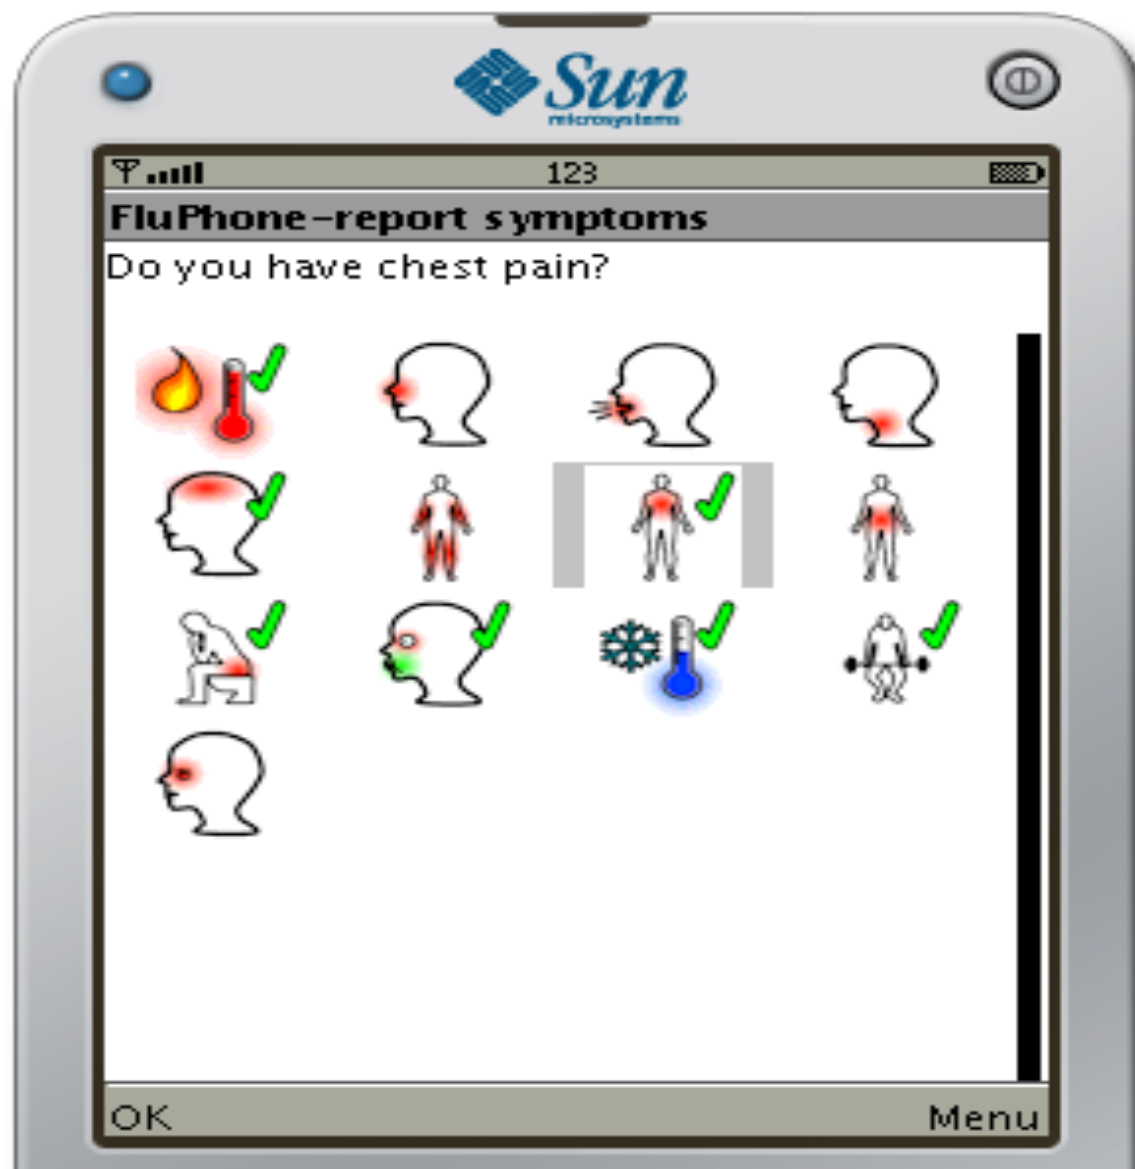 Sun
microsystems
123
FluPhone-report symptoms
Do you have chest pain?
OK
Menu